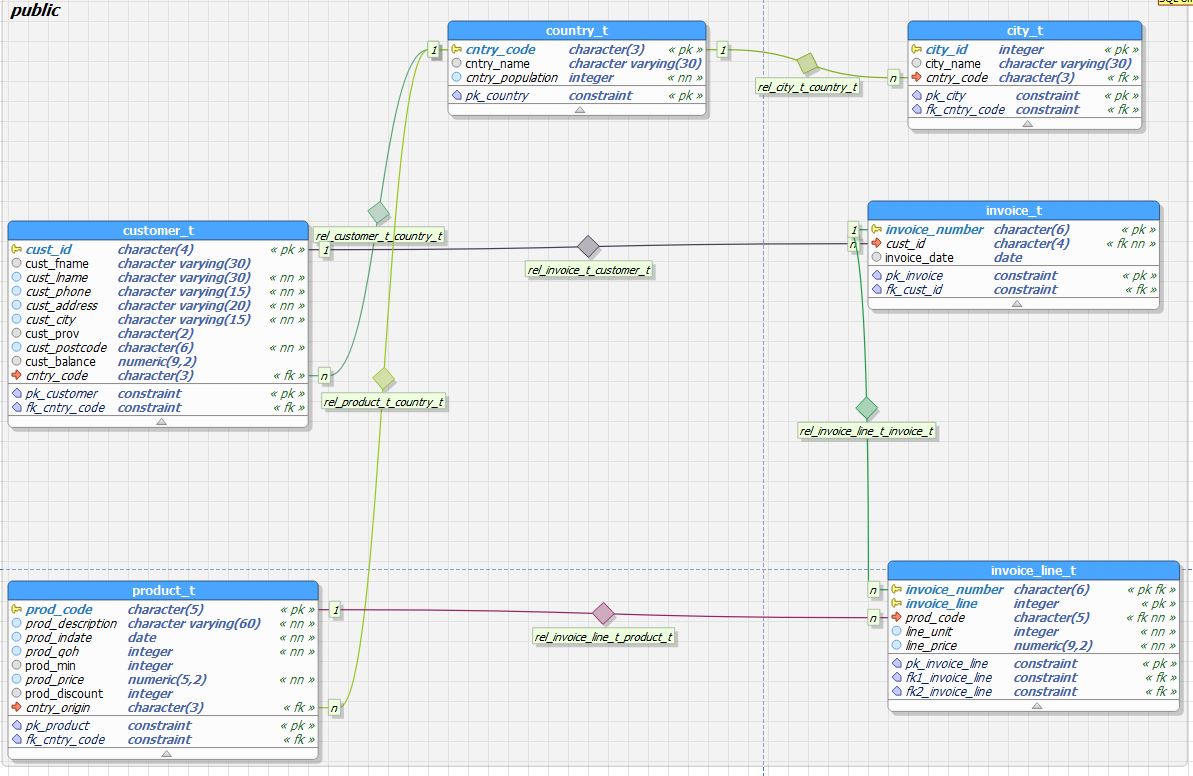 public
country_t
cntry_code character(3) « pk »
cntry_name character varying(30)
cntry_population integer « nn »
pk_country constraint « pk »
city_t
city_id integer « pk »
city_name character varying(30)
cntry_code character(3) « fk »
pk_city constraint « pk »
fk_cntry_code constraint « fk »
1
1
n
rel_city_t_country_t
customer_t
cust_id character(4) « pk »
cust_fname character varying(30)
cust_lname character varying(30) « nn »
cust_phone character varying(15) « nn »
cust_address character varying(20) « nn »
cust_city character varying(15) « nn »
cust_prov character(2)
cust_postcode character(6) « nn »
cust_balance numeric(9,2)
cntry_code character(3) « fk »
pk_customer constraint « pk »
fk_cntry_code constraint « fk »
rel_customer_t_country_t
1
n
rel_invoice_t_customer_t
1
n
invoice_t
invoice_number character(6) « pk »
cust_id character(4) « fk nn »
invoice_date date
pk_invoice constraint « pk »
fk_cust_id constraint « fk »
rel_product_t_country_t
rel_invoice_line_t_invoice_t
product_t
prod_code character(5) « pk »
prod_description character varying(60) « nn »
prod_indate date « nn »
prod_qoh integer « nn »
prod_min integer
prod_price numeric(5,2) « nn »
prod_discount integer
cntry_origin character(3) « fk »
pk_product constraint « pk »
fk_cntry_code constraint « fk »
1
n
rel_invoice_line_t_product_t
n
n
invoice_line_t
invoice_number character(6) « pk fk »
invoice_line integer « pk »
prod_code character(5) « fk nn »
line_unit integer « nn »
line_price numeric(9,2) « nn »
pk_invoice_line constraint « pk »
fk1_invoice_line constraint « fk »
fk2_invoice_line constraint « fk »